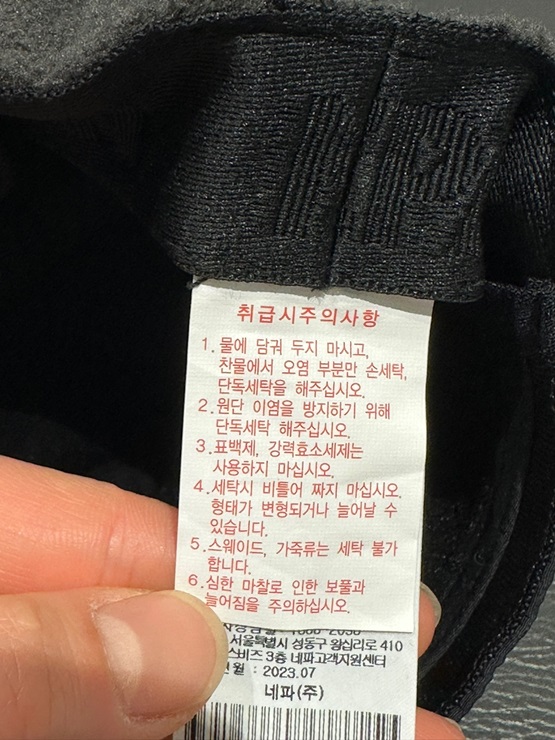 취급시주의사항
1. 물에 담궈 두지 마시고,
찬물에서 오염 부분만 손세탁,
단독세탁을 해주십시오.
2. 원단 이염을 방지하기 위해
단독세탁 해주십시오.
3. 표백제, 강력효소세제는
사용하지 마십시오.
4. 세탁시 비틀어 짜지 마십시오.
형태가 변형되거나 늘어날 수
있습니다.
5. 스웨이드, 가죽류는 세탁 불가
합니다.
6. 심한 마찰로 인한 보풀과
늘어짐을 주의하십시오.
서울특별시 성동구 왕십리로 410
3층 네파고객지원센터
월 : 2023.07
네파(주)